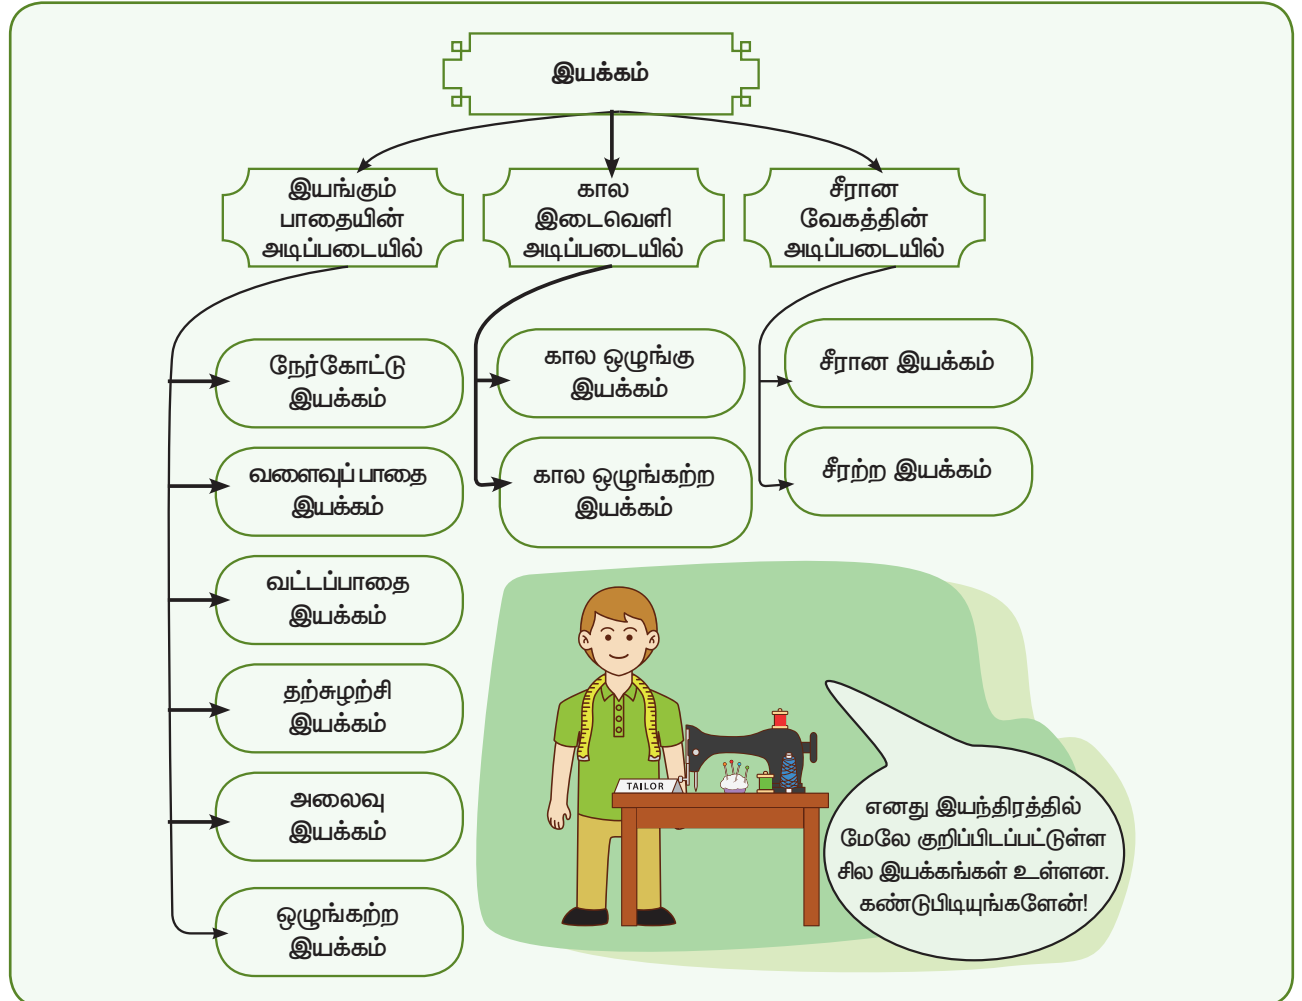 இயக்கம்
இயங்கும்
பாதையின்
அடிப்படையில்
கால
இடைவெளி
அடிப்படையில்
சீரான
வேகத்தின்
அடிப்படையில்
நேர்கோட்டு
இயக்கம்
வளைவுப் பாதை
இயக்கம்
வட்டப்பாதை
இயக்கம்
தற்சுழற்சி
இயக்கம்
அலைவு
இயக்கம்
ஒழுங்கற்ற
இயக்கம்
கால ஒழுங்கு
இயக்கம்
கால ஒழுங்கற்ற
இயக்கம்
சீரான இயக்கம்
சீரற்ற இயக்கம்
TAILOR
எனது இயந்திரத்தில்
மேலே குறிப்பிடப்பட்டுள்ள
சில இயக்கங்கள் உள்ளன.
கண்டுபிடியுங்களேன்!